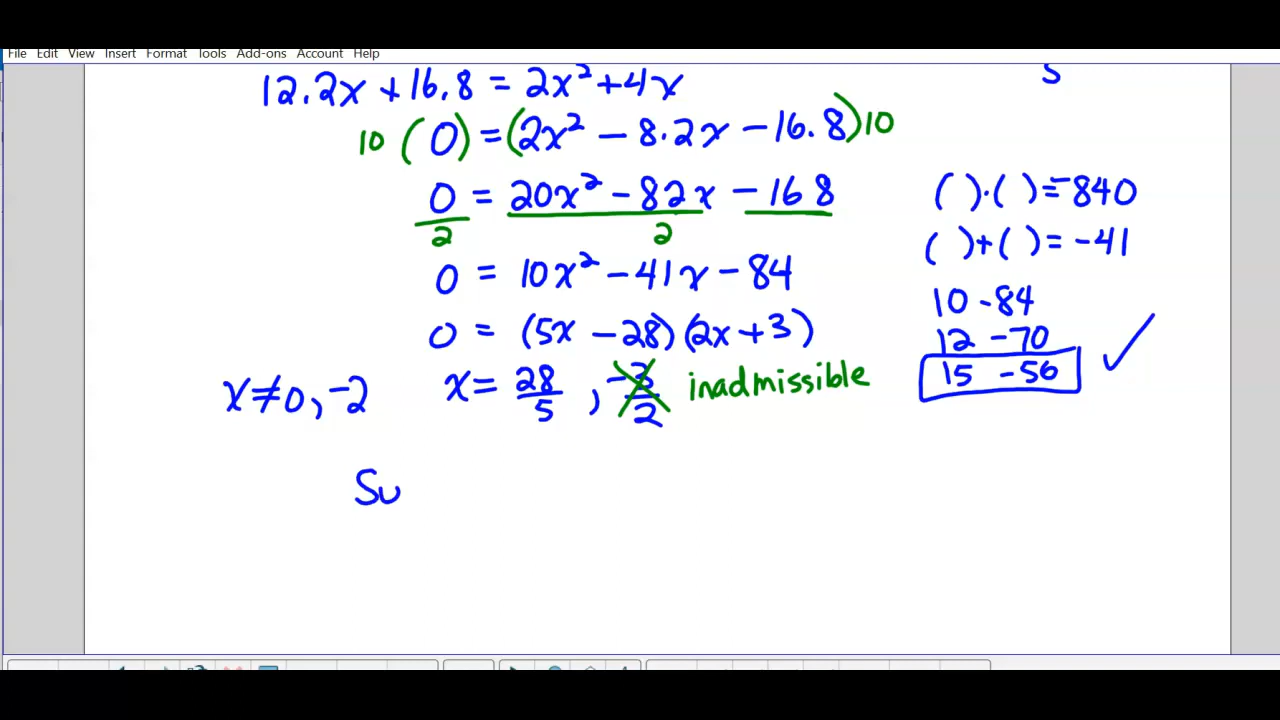 File Edit View Insert Format Tools Add-ons Account Help
12.2x + 16.8 = 2x² + 4x
10 ( 0 ) = (2x² - 8.2x - 16.8) 10
0 = 20x² - 82x - 168
2 2
0 = 10x² - 41x - 84
0 = (5x - 28)(2x + 3)
x ≠ 0, -2 x = 28/5, -3/2 inadmissible
Su
5
( )·( ) = -840
( )+( ) = -41
10 -84
12 -70
15 -56 ✓